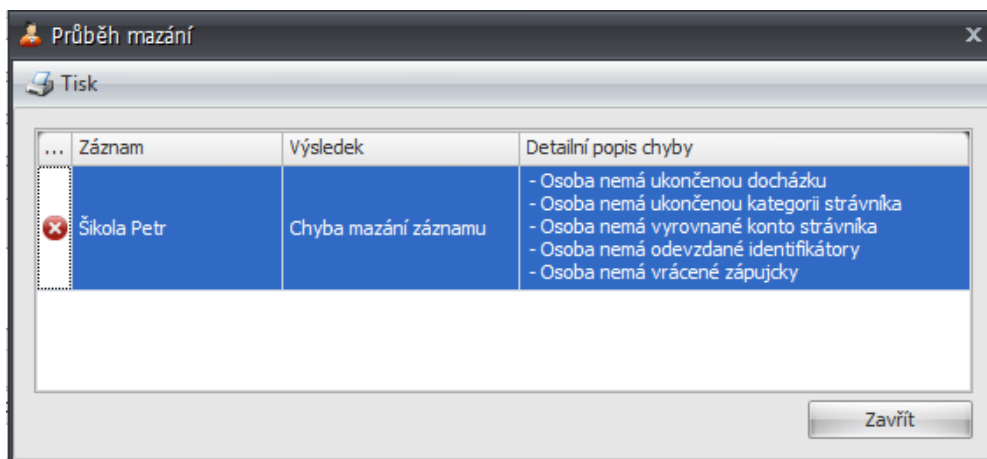 Průběh mazání
Tisk
... Záznam Výsledek Detailní popis chyby
Šikola Petr Chyba mazání záznamu
- Osoba nemá ukončenou docházku
- Osoba nemá ukončenou kategorii strávníka
- Osoba nemá vyrovnané konto strávníka
- Osoba nemá odevzdané identifikátory
- Osoba nemá vrácené zápujcky
Zavřít